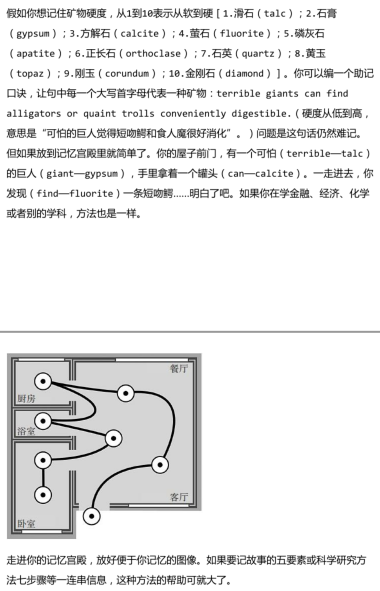 假如你想记住矿物硬度，从1到10表示从软到硬[1.滑石(talc)；2.石膏
(gypsum)；3.方解石(calcite)；4.萤石(fluorite)；5.磷灰石
(apatite)；6.正长石(orthoclase)；7.石英(quartz)；8.黄玉
(topaz)；9.刚玉(corundum)；10.金刚石(diamond)]。你可以编一个助记
口诀，让句中每一个大写首字母代表一种矿物：terrible giants can find
alligators or quaint trolls conveniently digestible.(硬度从低到高，
意思是“可怕的巨人觉得短吻鳄和食人魔很好消化”。)问题是这句话仍然难记。
但如果放到记忆宫殿里就简单了。你的屋子前门，有一个可怕(terrible—talc)
的巨人(giant—gypsum)，手里拿着一个罐头(can—calcite)。一走进去，你
发现(find—fluorite)一条短吻鳄……明白了吧。如果你在学金融、经济、化学
或者别的学科，方法也是一样。
餐厅
厨房
浴室
客厅
卧室
走进你的记忆宫殿，放好便于你记忆的图像。如果要记故事的五要素或科学研究方
法七步骤等一连串信息，这种方法的帮助可就大了。